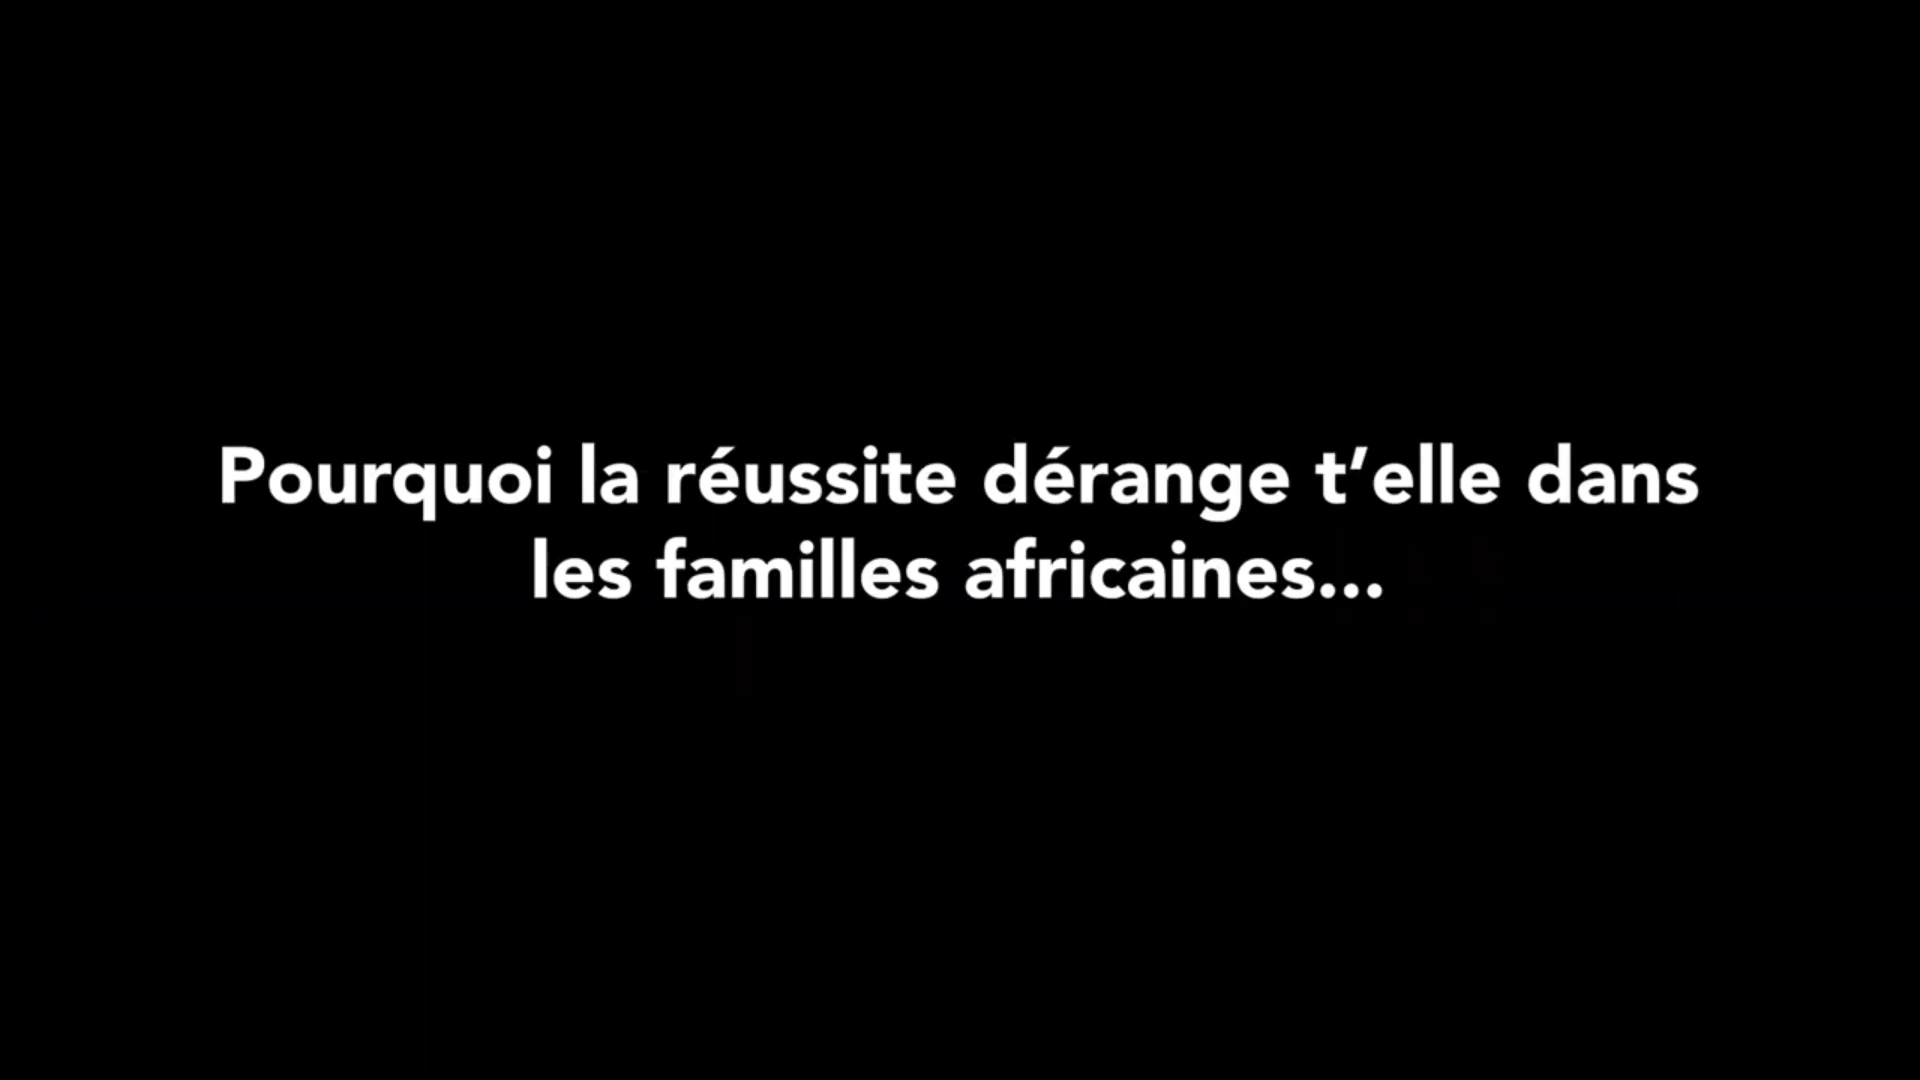 Pourquoi la réussite dérange t’elle dans
les familles africaines...